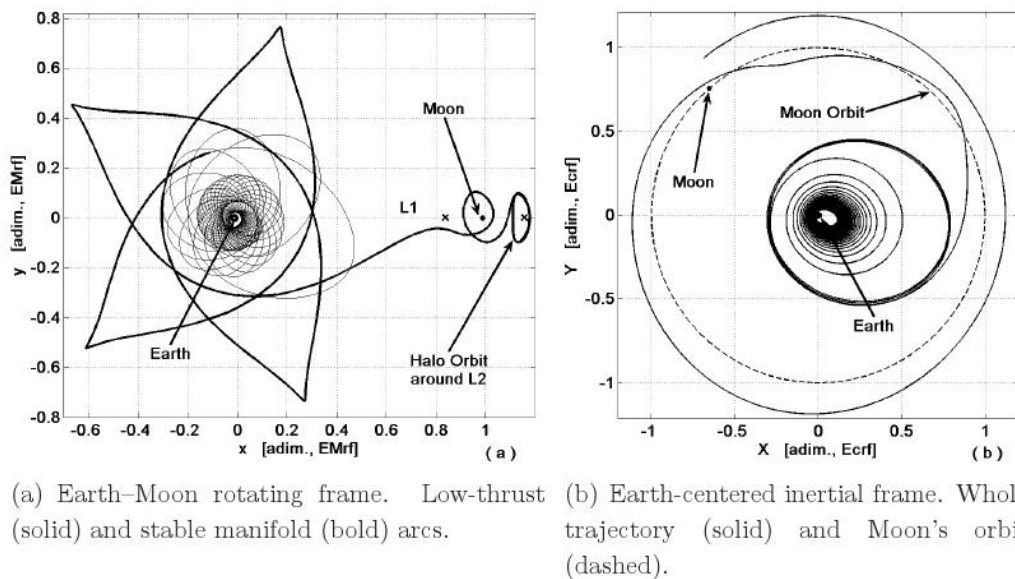 0.8
0.6
0.4
0.2
0
-0.2
-0.4
-0.6
-0.8
y [adim., EMrf]
-0.6 -0.4 -0.2 0 0.2 0.4 0.6 0.8 1
x [adim., EMrf]
Moon
L1
Earth
Halo Orbit
around L2
( a )
1
0.5
0
-0.5
-1
Y [adim., Ecrf]
-1 -0.5 0 0.5 1
X [adim., Ecrf]
Moon Orbit
Moon
Earth
( b )
(a) Earth–Moon rotating frame. Low-thrust
(solid) and stable manifold (bold) arcs.
(b) Earth-centered inertial frame. Whol
trajectory (solid) and Moon's orbi
(dashed).